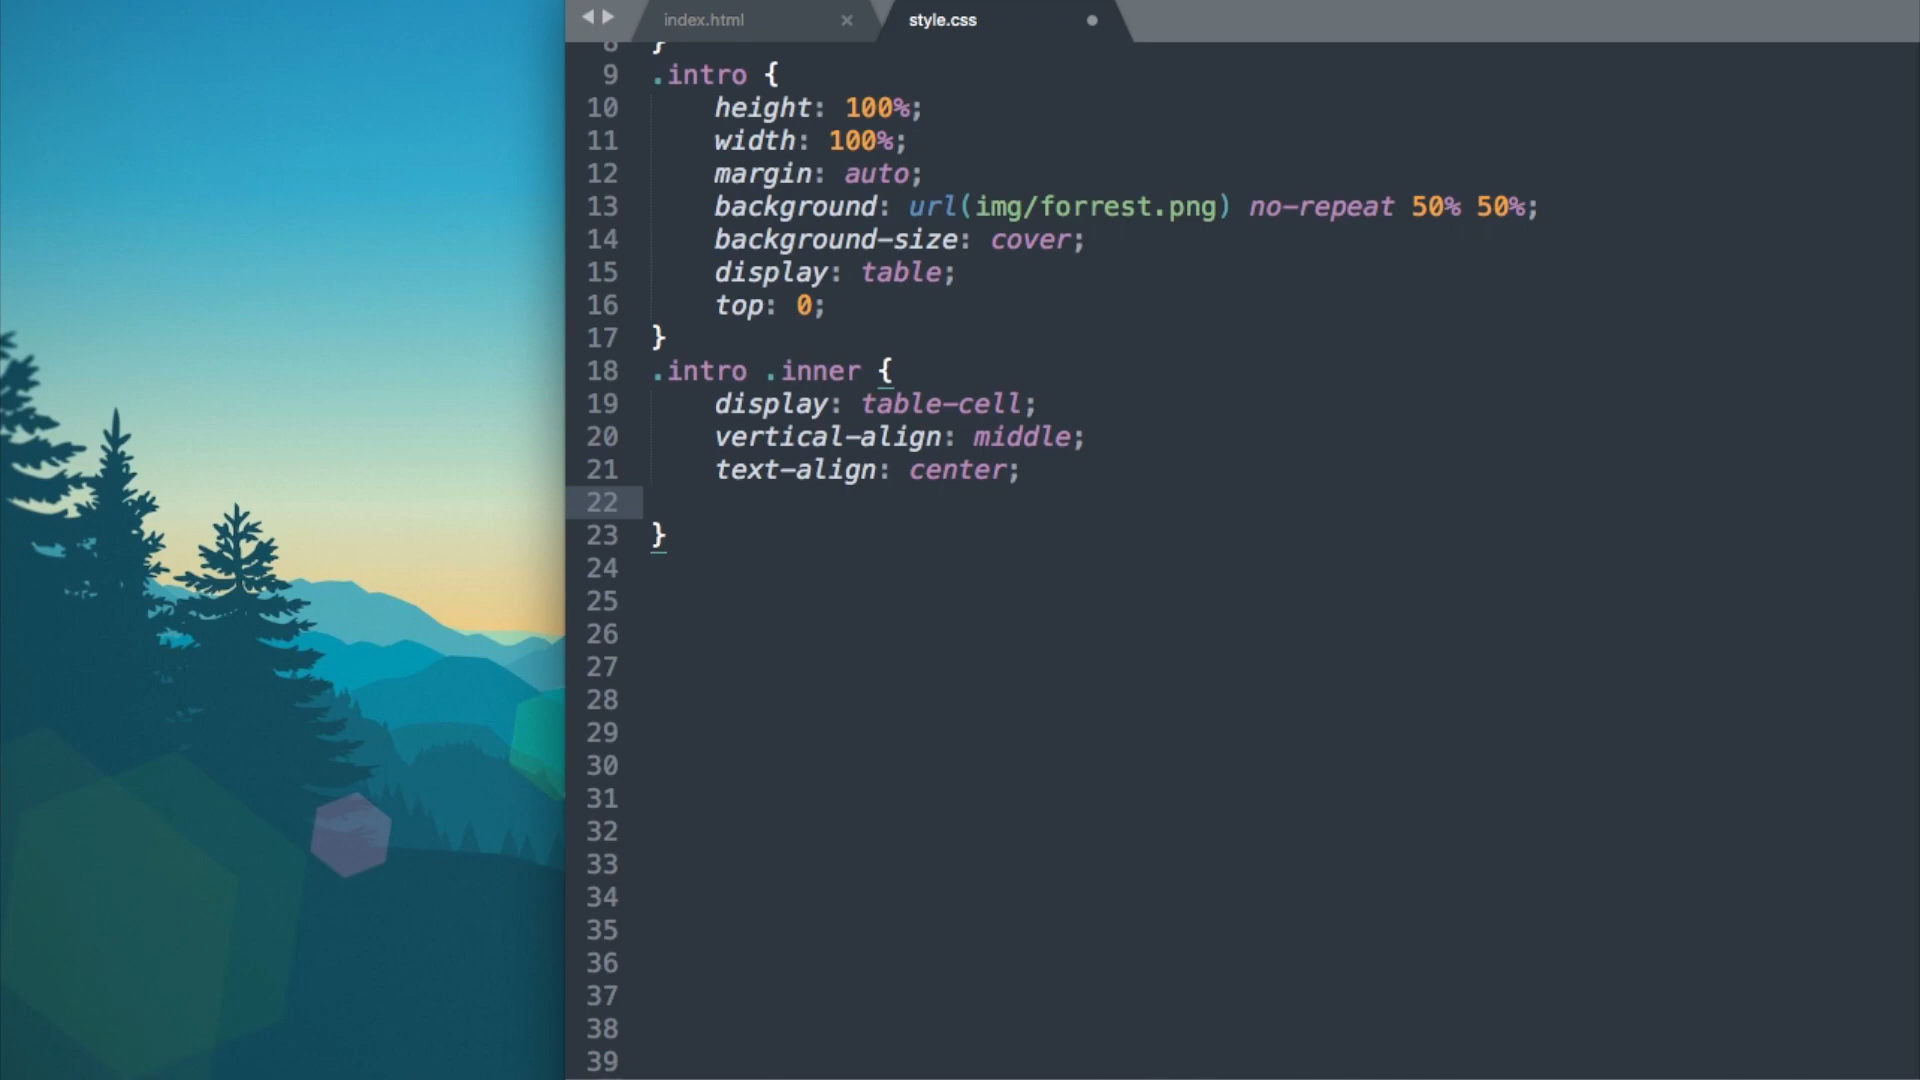 index.html × style.css
8 }
9 .intro {
10 height: 100%;
11 width: 100%;
12 margin: auto;
13 background: url(img/forrest.png) no-repeat 50% 50%;
14 background-size: cover;
15 display: table;
16 top: 0;
17 }
18 .intro .inner {
19 display: table-cell;
20 vertical-align: middle;
21 text-align: center;
22
23 }
24
25
26
27
28
29
30
31
32
33
34
35
36
37
38
39